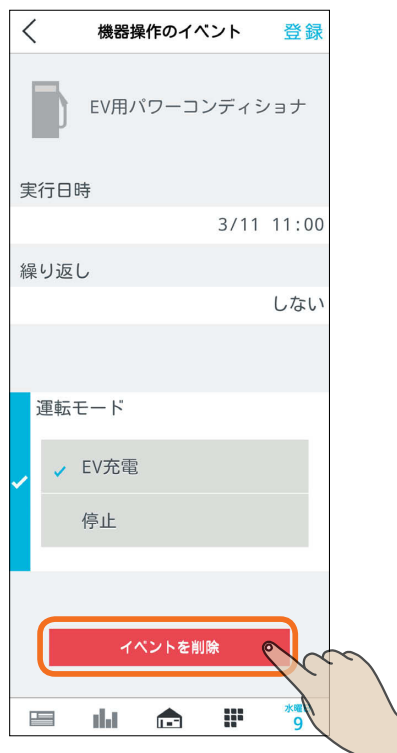 機器操作のイベント 登録
EV用パワーコンディショナ
実行日時
3/11 11:00
繰り返し
しない
運転モード
EV充電
停止
イベントを削除
水曜
9